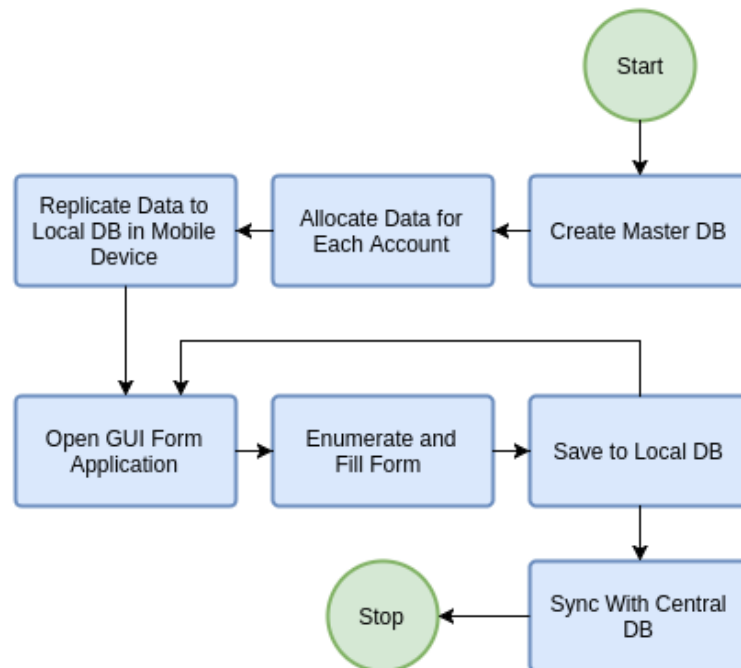 Start
Create Master DB
Allocate Data for
Each Account
Replicate Data to
Local DB in Mobile
Device
Open GUI Form
Application
Enumerate and
Fill Form
Save to Local DB
Sync With Central
DB
Stop